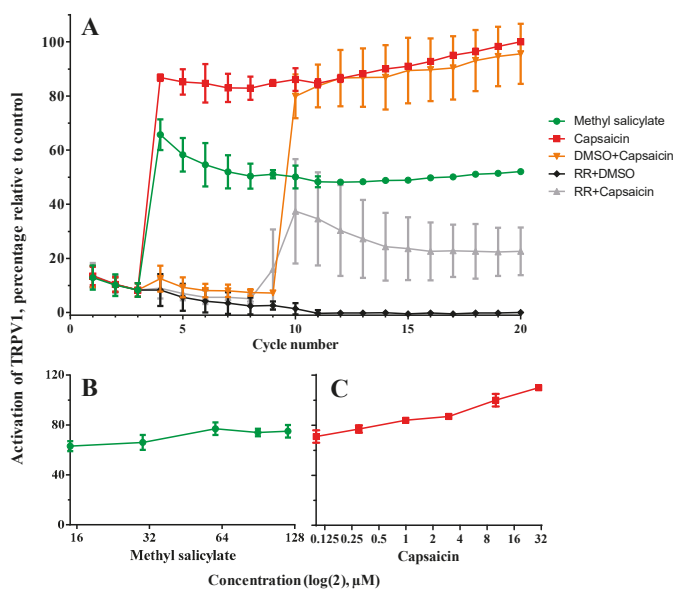 A
100
80
60
40
20
0
0
5
10
15
20
Cycle number
Methyl salicylate
Capsaicin
DMSO+Capsaicin
RR+DMSO
RR+Capsaicin
Activation of TRPV1, percentage relative to control
B
120
80
40
0
16
32
64
128
Methyl salicylate
C
0.125
0.25
0.5
1
2
4
8
16
32
Capsaicin
Concentration (log(2), μM)